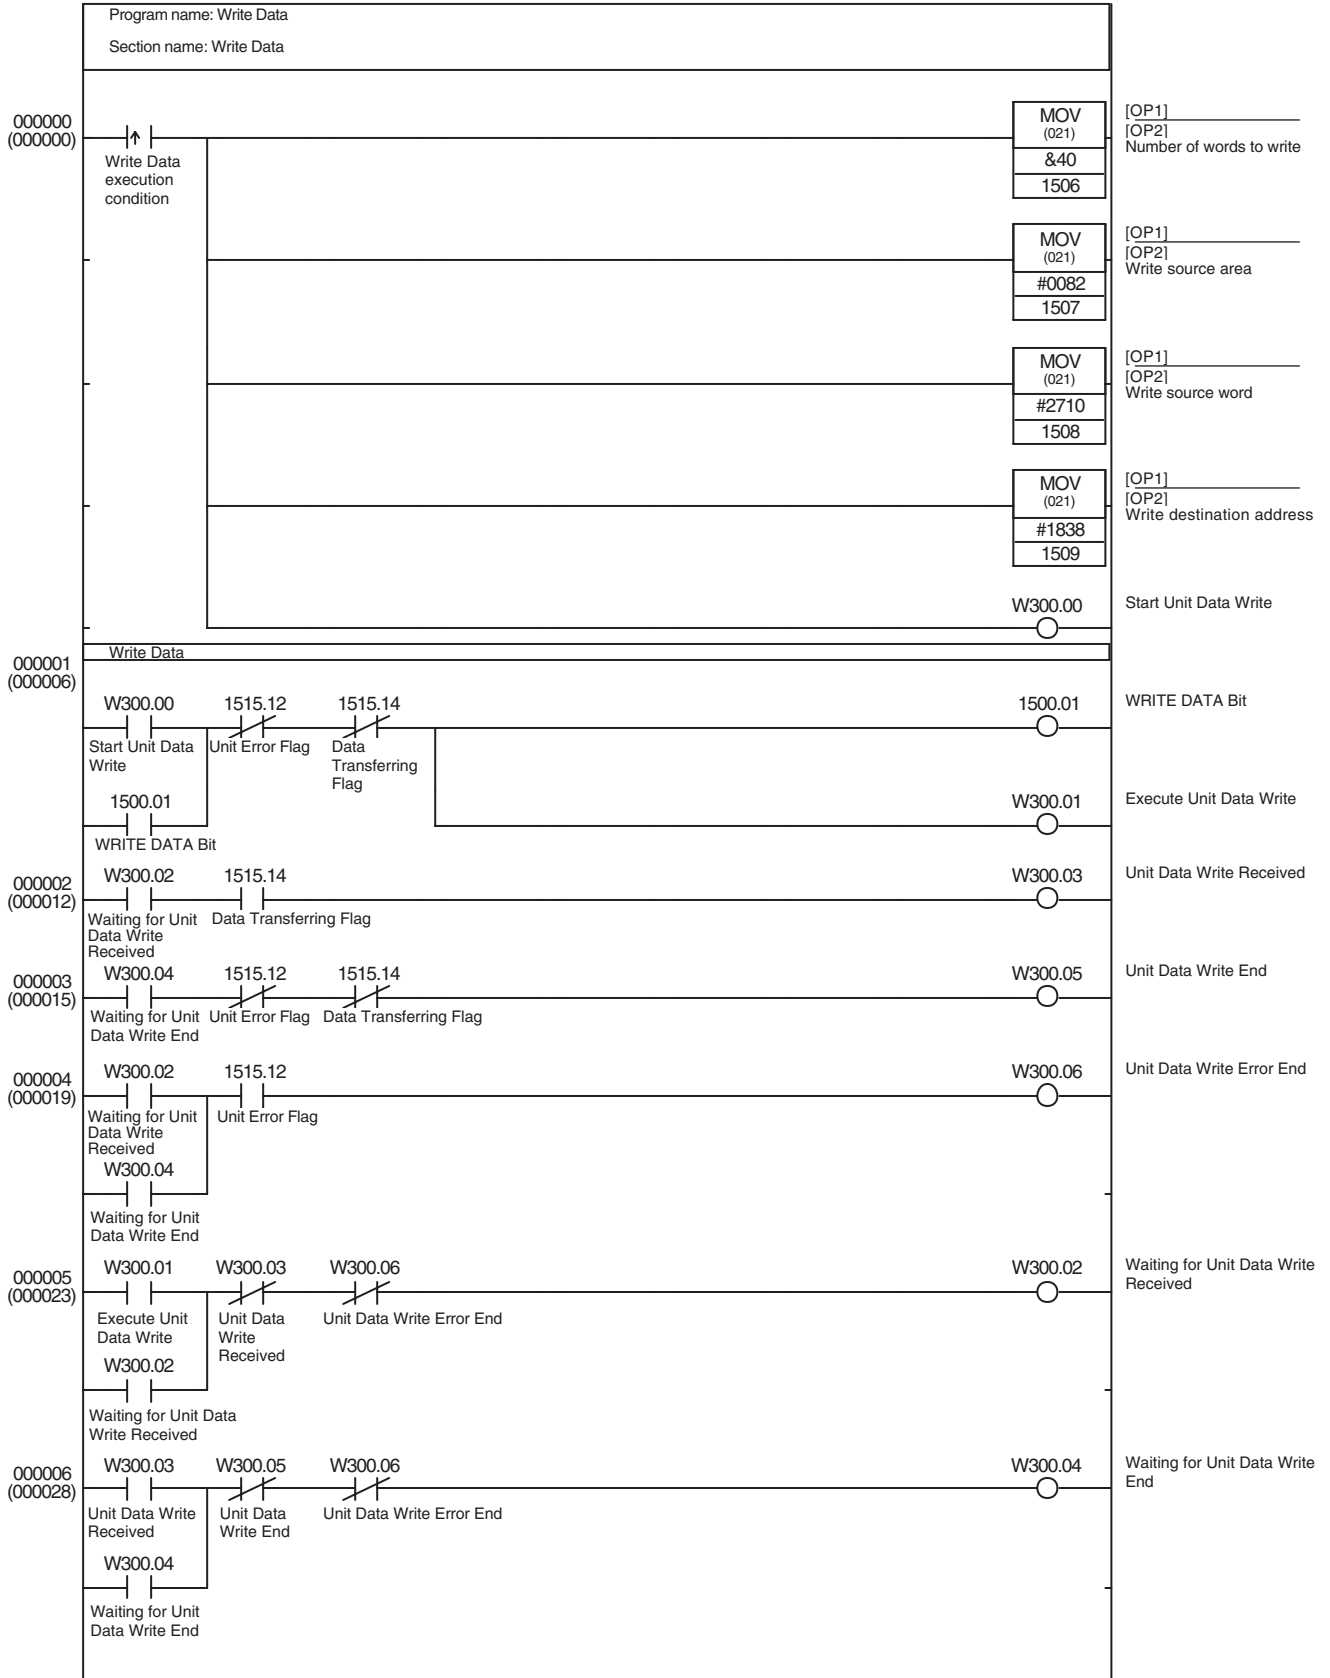 Program name: Write Data
Section name: Write Data
000000
(000000)
Write Data
execution
condition
MOV
(021)
&40
1506
[OP1]
[OP2]
Number of words to write
MOV
(021)
#0082
1507
[OP1]
[OP2]
Write source area
MOV
(021)
#2710
1508
[OP1]
[OP2]
Write source word
MOV
(021)
#1838
1509
[OP1]
[OP2]
Write destination address
W300.00
Start Unit Data Write
Write Data
000001
(000006)
W300.00 1515.12 1515.14 1500.01
WRITE DATA Bit
Start Unit Data
Write
Unit Error Flag
Data
Transferring
Flag
1500.01
WRITE DATA Bit
W300.01
Execute Unit Data Write
000002
(000012)
W300.02 1515.14 W300.03
Unit Data Write Received
Waiting for Unit
Data Write
Received
Data Transferring Flag
000003
(000015)
W300.04 1515.12 1515.14 W300.05
Unit Data Write End
Waiting for Unit
Data Write End
Unit Error Flag
Data Transferring Flag
000004
(000019)
W300.02 1515.12 W300.06
Unit Data Write Error End
Waiting for Unit
Data Write
Received
Unit Error Flag
W300.04
Waiting for Unit
Data Write End
000005
(000023)
W300.01 W300.03 W300.06 W300.02
Waiting for Unit Data Write
Received
Execute Unit
Data Write
Unit Data
Write
Received
Unit Data Write Error End
W300.02
Waiting for Unit Data
Write Received
000006
(000028)
W300.03 W300.05 W300.06 W300.04
Waiting for Unit Data Write
End
Unit Data Write
Received
Unit Data
Write End
Unit Data Write Error End
W300.04
Waiting for Unit
Data Write End